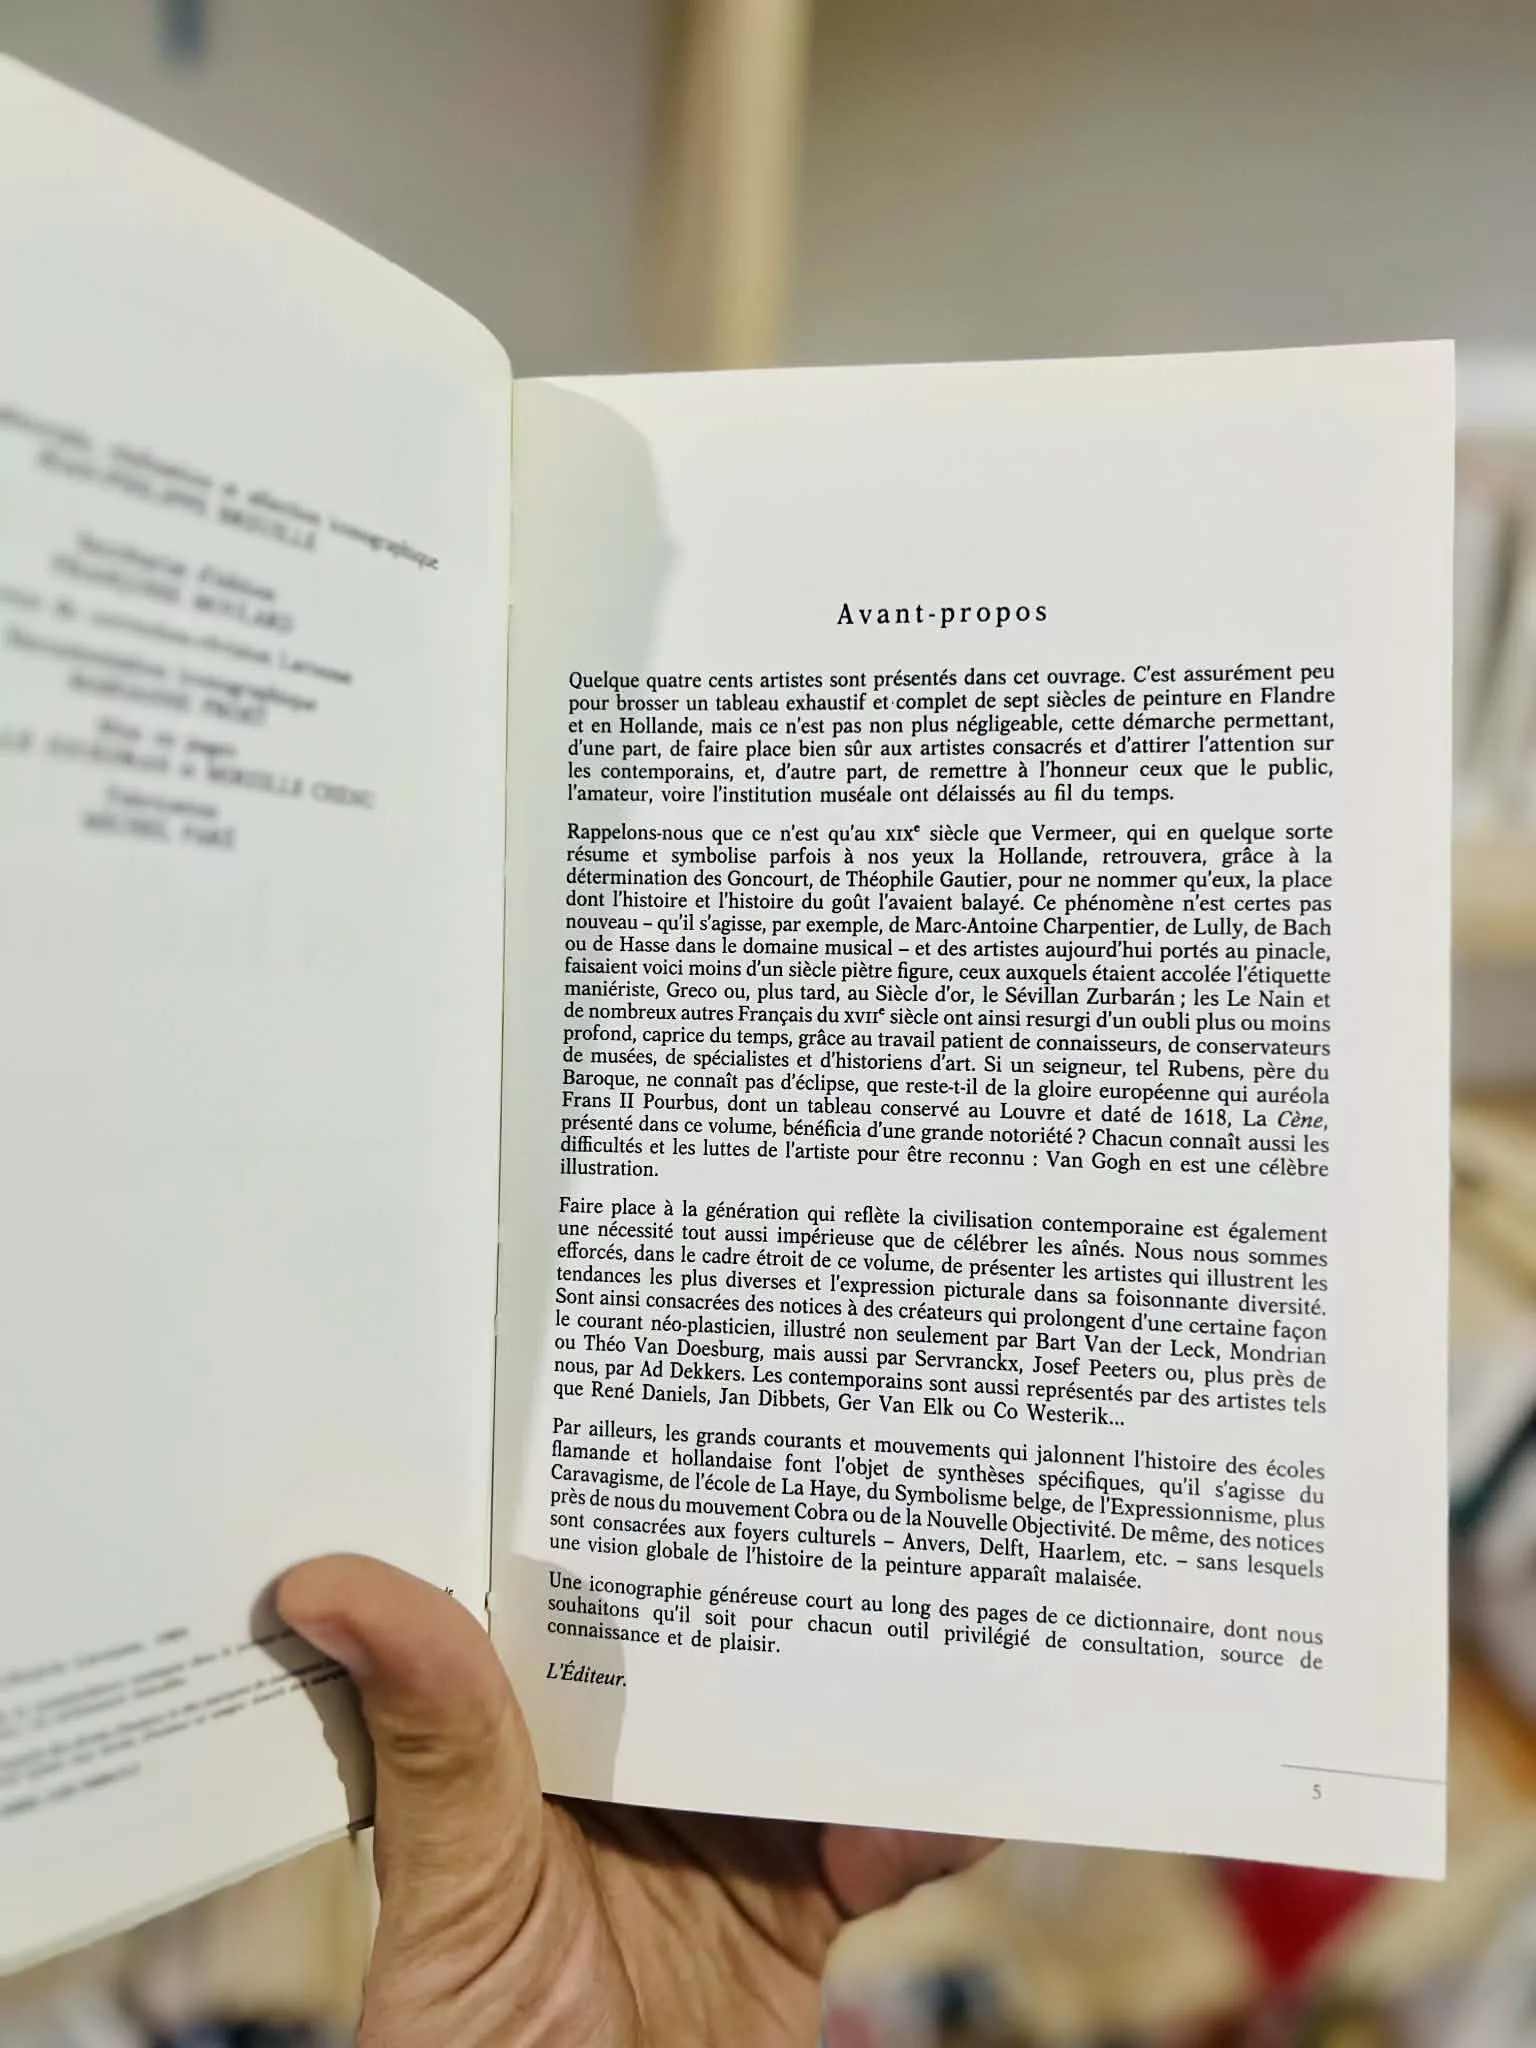 iconographique
Larousse
MIREILLE CHENU
Fabrication
MICHEL PARÉ
Avant-propos
Quelque quatre cents artistes sont présentés dans cet ouvrage. C'est assurément peu
pour brosser un tableau exhaustif et complet de sept siècles de peinture en Flandre
et en Hollande, mais ce n'est pas non plus négligeable, cette démarche permettant,
d'une part, de faire place bien sûr aux artistes consacrés et d'attirer l'attention sur
les contemporains, et, d'autre part, de remettre à l'honneur ceux que le public,
l'amateur, voire l'institution muséale ont délaissés au fil du temps.
Rappelons-nous que ce n'est qu'au XIXe siècle que Vermeer, qui en quelque sorte
résume et symbolise parfois à nos yeux la Hollande, retrouvera, grâce à la
détermination des Goncourt, de Théophile Gautier, pour ne nommer qu'eux, la place
dont l'histoire et l'histoire du goût l'avaient balayé. Ce phénomène n'est certes pas
nouveau – qu'il s'agisse, par exemple, de Marc-Antoine Charpentier, de Lully, de Bach
ou de Hasse dans le domaine musical – et des artistes aujourd'hui portés au pinacle,
faisaient voici moins d'un siècle piètre figure, ceux auxquels étaient accolée l'étiquette
maniériste, Greco ou, plus tard, au Siècle d'or, le Sévillan Zurbarán ; les Le Nain et
de nombreux autres Français du XVIIe siècle ont ainsi resurgi d'un oubli plus ou moins
profond, caprice du temps, grâce au travail patient de connaisseurs, de conservateurs
de musées, de spécialistes et d'historiens d'art. Si un seigneur, tel Rubens, père du
Baroque, ne connaît pas d'éclipse, que reste-t-il de la gloire européenne qui auréola
Frans II Pourbus, dont un tableau conservé au Louvre et daté de 1618, La Cène,
présenté dans ce volume, bénéficia d'une grande notoriété ? Chacun connaît aussi les
difficultés et les luttes de l'artiste pour être reconnu : Van Gogh en est une célèbre
illustration.
Faire place à la génération qui reflète la civilisation contemporaine est également
une nécessité tout aussi impérieuse que de célébrer les aînés. Nous nous sommes
efforcés, dans le cadre étroit de ce volume, de présenter les artistes qui illustrent les
tendances les plus diverses et l'expression picturale dans sa foisonnante diversité.
Sont ainsi consacrées des notices à des créateurs qui prolongent d'une certaine façon
le courant néo-plasticien, illustré non seulement par Bart Van der Leck, Mondrian
ou Théo Van Doesburg, mais aussi par Servranckx, Josef Peeters ou, plus près de
nous, par Ad Dekkers. Les contemporains sont aussi représentés par des artistes tels
que René Daniels, Jan Dibbets, Ger Van Elk ou Co Westerik...
Par ailleurs, les grands courants et mouvements qui jalonnent l'histoire des écoles
flamande et hollandaise font l'objet de synthèses spécifiques, qu'il s'agisse du
Caravagisme, de l'école de La Haye, du Symbolisme belge, de l'Expressionnisme, plus
près de nous du mouvement Cobra ou de la Nouvelle Objectivité. De même, des notices
sont consacrées aux foyers culturels – Anvers, Delft, Haarlem, etc. – sans lesquels
une vision globale de l'histoire de la peinture apparaît malaisée.
Une iconographie généreuse court au long des pages de ce dictionnaire, dont nous
souhaitons qu'il soit pour chacun outil privilégié de consultation, source de
connaissance et de plaisir.
L'Éditeur.
5